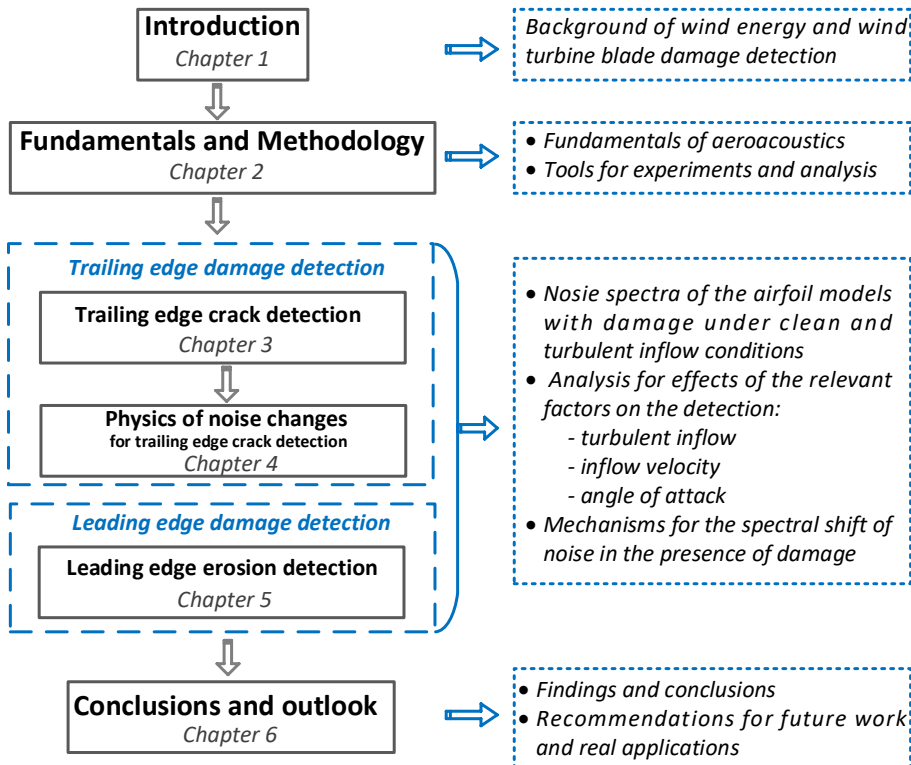 Introduction
Chapter 1
Background of wind energy and wind
turbine blade damage detection
Fundamentals and Methodology
Chapter 2
• Fundamentals of aeroacoustics
• Tools for experiments and analysis
Trailing edge damage detection
Trailing edge crack detection
Chapter 3
Physics of noise changes
for trailing edge crack detection
Chapter 4
Leading edge damage detection
Leading edge erosion detection
Chapter 5
• Nosie spectra of the airfoil models
with damage under clean and
turbulent inflow conditions
• Analysis for effects of the relevant
factors on the detection:
- turbulent inflow
- inflow velocity
- angle of attack
• Mechanisms for the spectral shift of
noise in the presence of damage
Conclusions and outlook
Chapter 6
• Findings and conclusions
• Recommendations for future work
and real applications